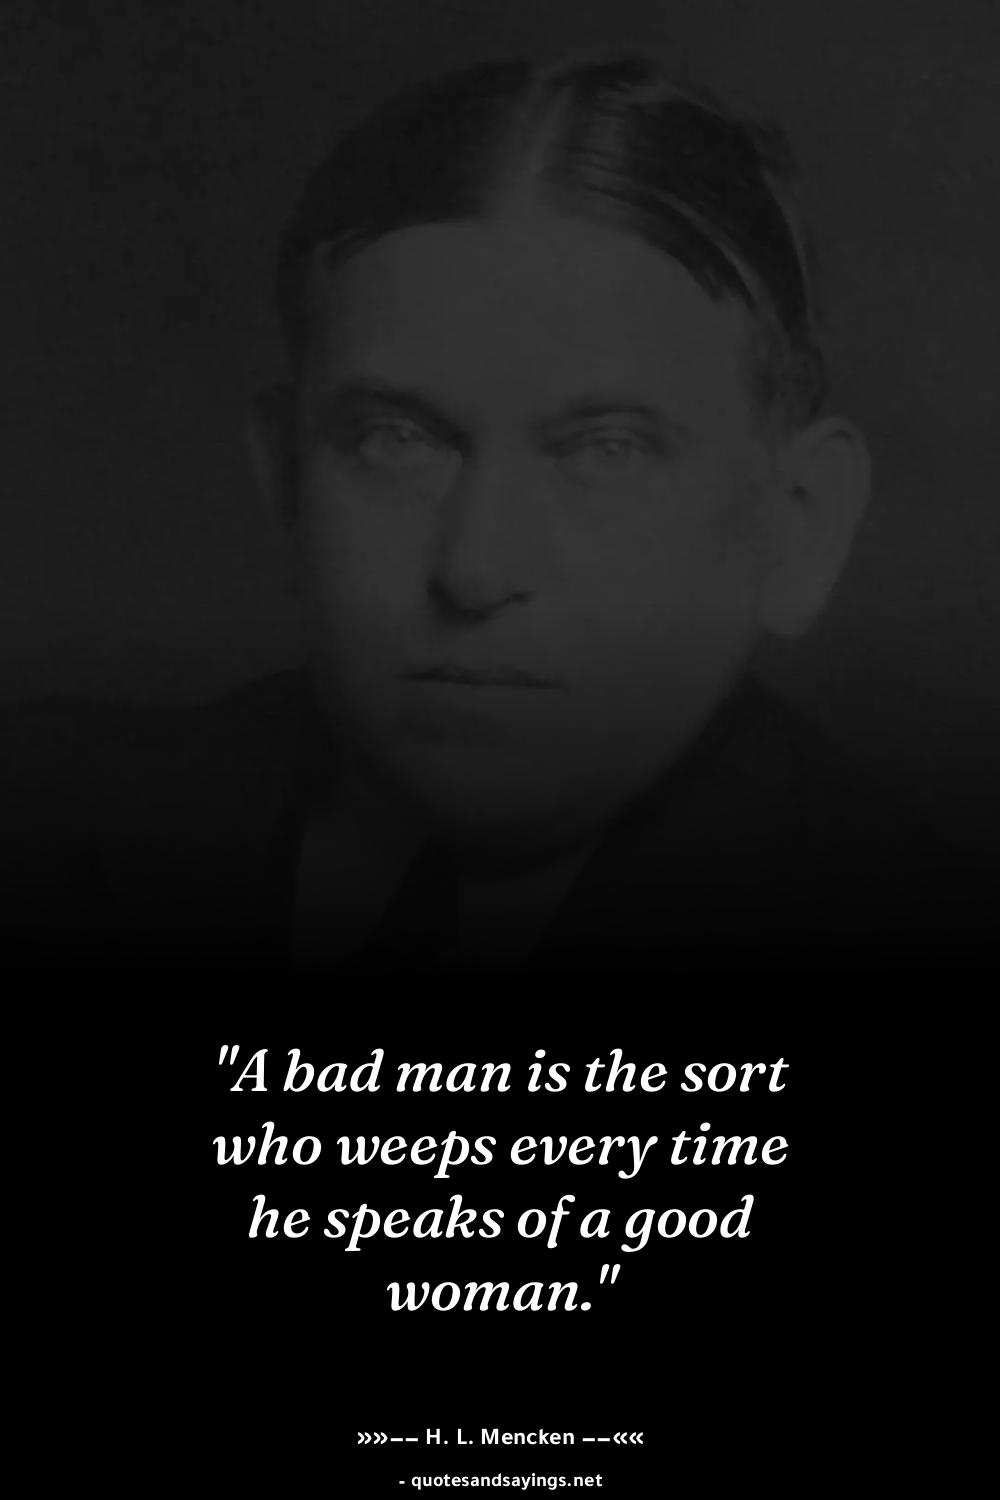 "A bad man is the sort
who weeps every time
he speaks of a good
woman."
»»−− H. L. Mencken −−««
- quotesandsayings.net